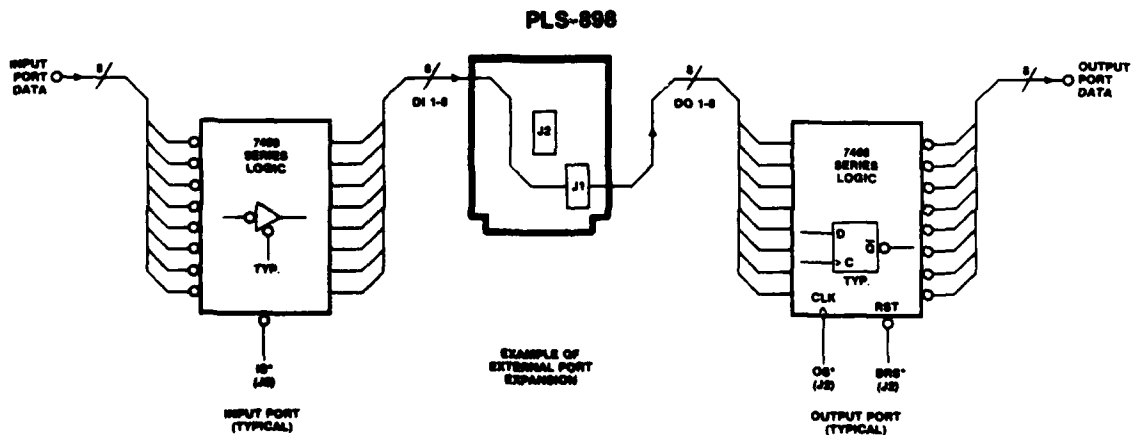 PLS-898
INPUT
PORT
DATA
8
7400
SERIES
LOGIC
TYP.
IS*
(J2)
INPUT PORT
(TYPICAL)
8
DI 1-8
J2
J1
EXAMPLE OF
EXTERNAL PORT
EXPANSION
8
DO 1-8
7400
SERIES
LOGIC
D
C
Q
TYP.
CLK
RST
OS*
(J2)
BRS*
(J2)
OUTPUT PORT
(TYPICAL)
8
OUTPUT
PORT
DATA